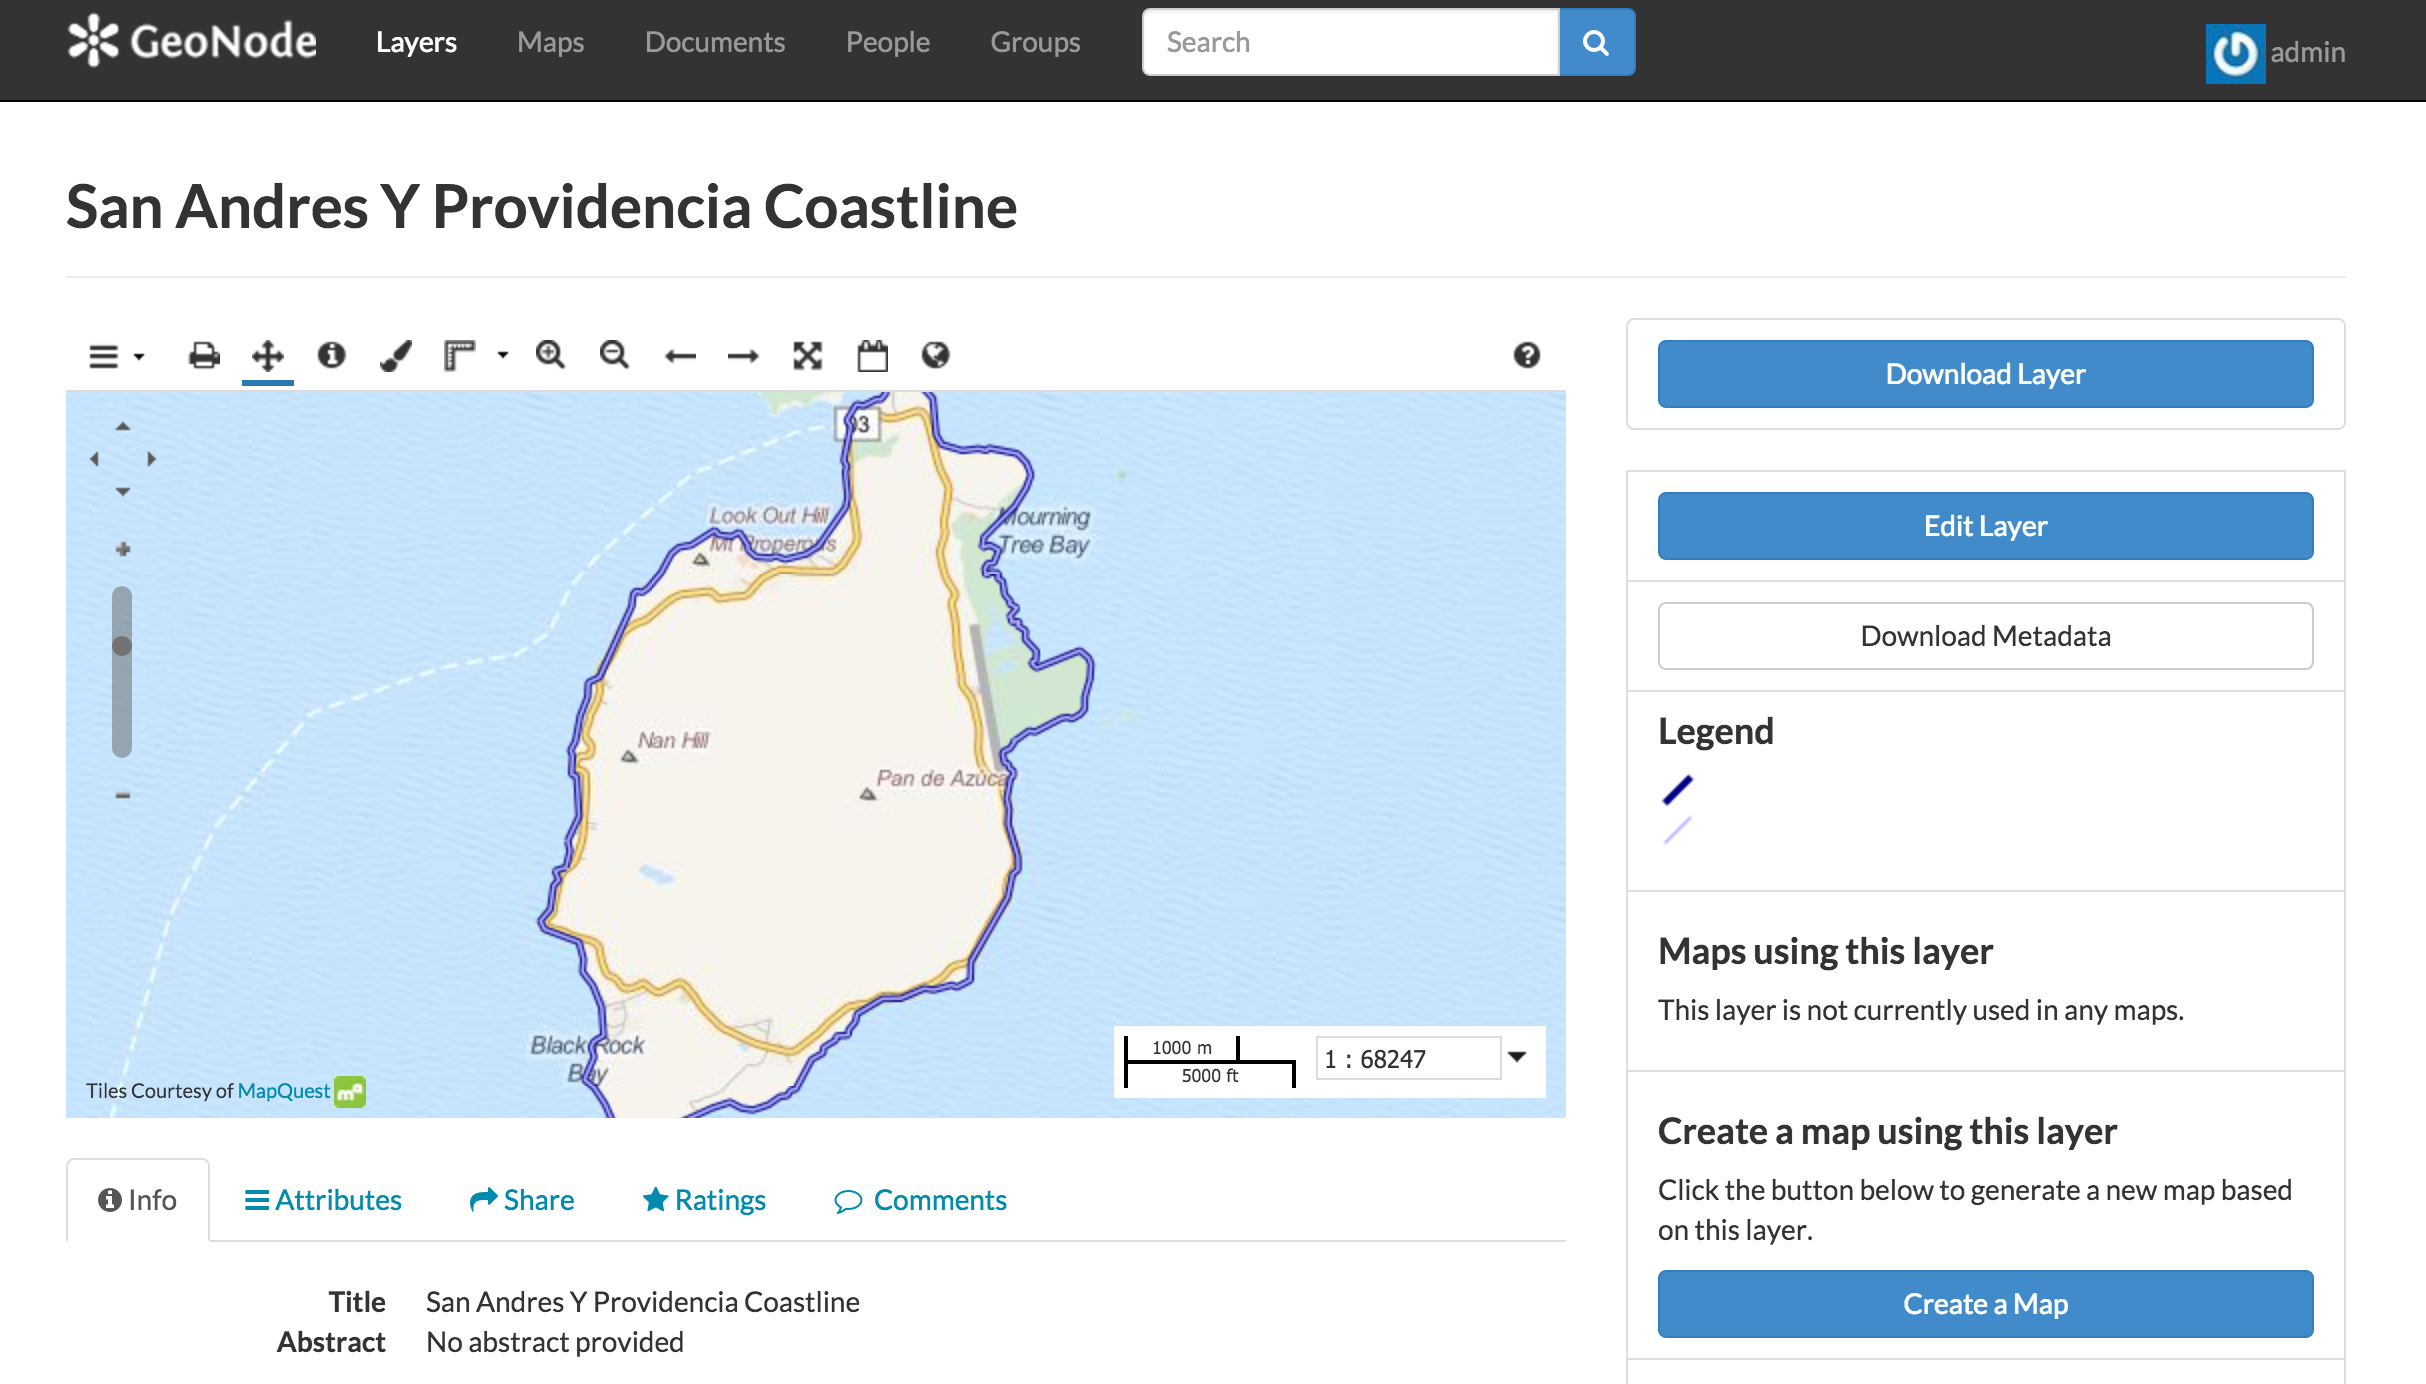 GeoNode Layers Maps Documents People Groups Search admin
San Andres Y Providencia Coastline
Download Layer
Edit Layer
Download Metadata
Legend
Maps using this layer
This layer is not currently used in any maps.
Create a map using this layer
Click the button below to generate a new map based
on this layer.
Create a Map
3
Look Out Hill
Mt Properous
Mourning
Tree Bay
Nan Hill
Pan de Azúca
Black Rock
Bay
1000 m
5000 ft
1 : 68247
Tiles Courtesy of MapQuest
Info Attributes Share Ratings Comments
Title San Andres Y Providencia Coastline
Abstract No abstract provided